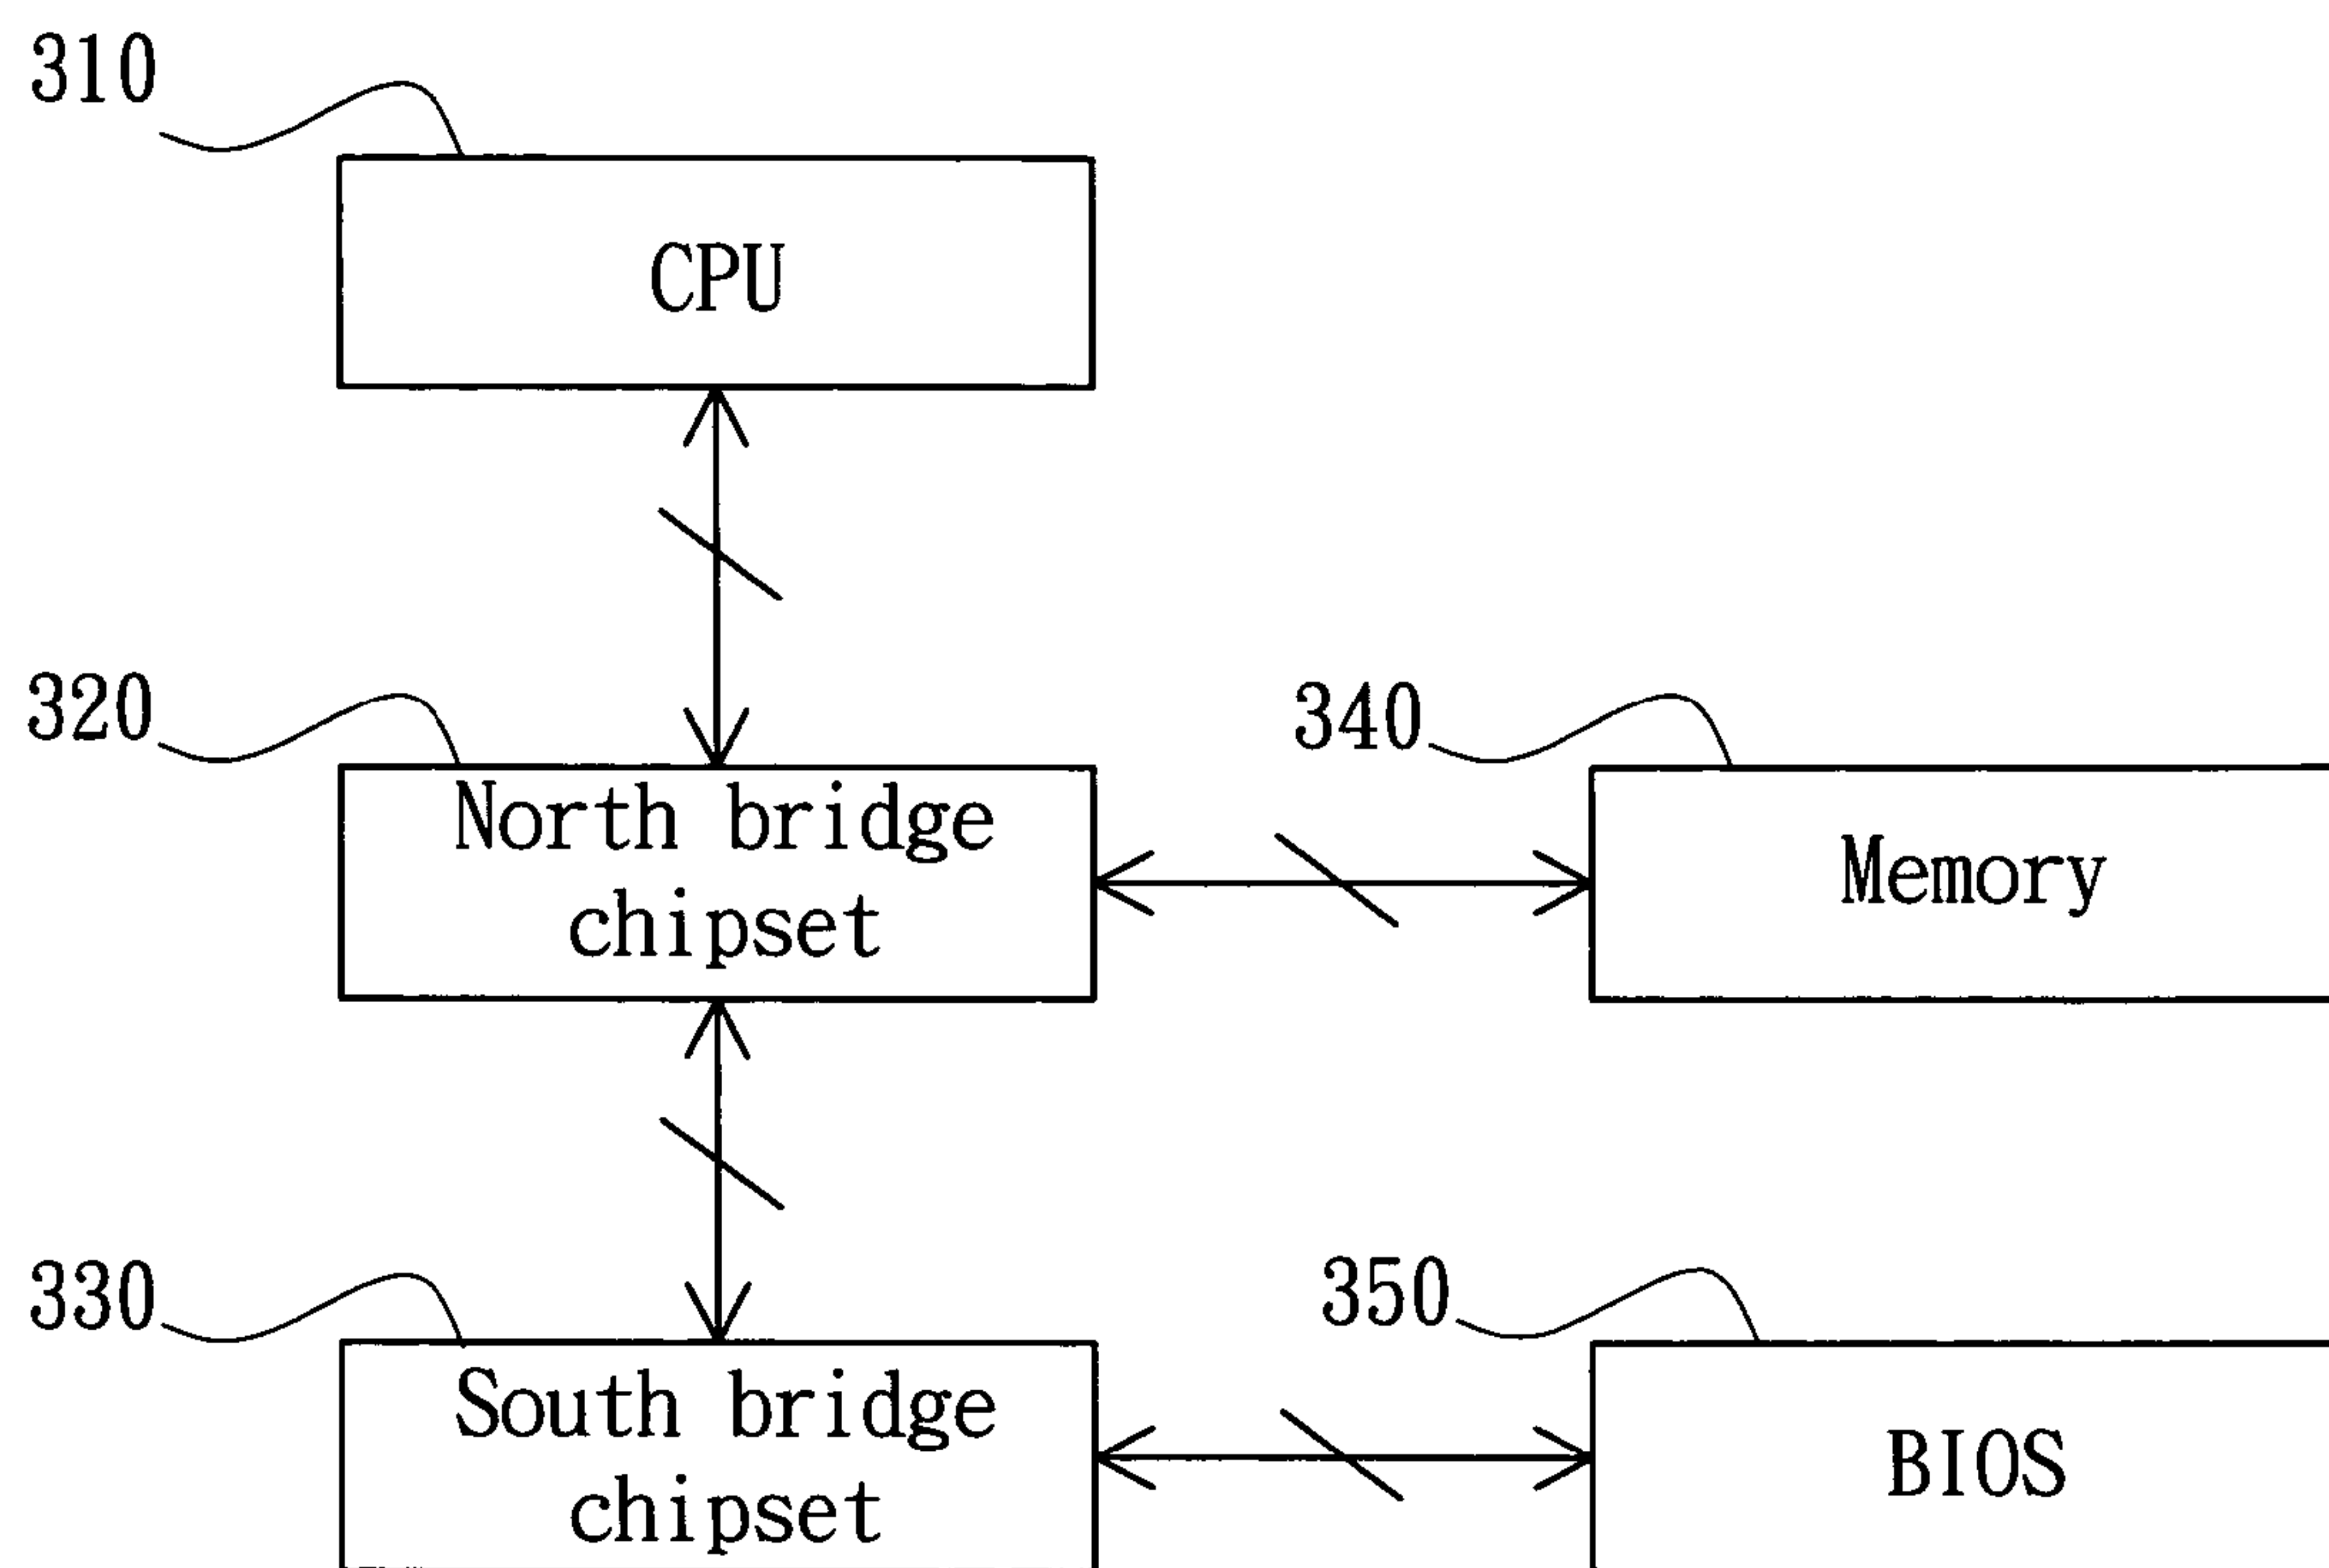 310
CPU
320
North bridge
chipset
340
Memory
330
South bridge
chipset
350
BIOS